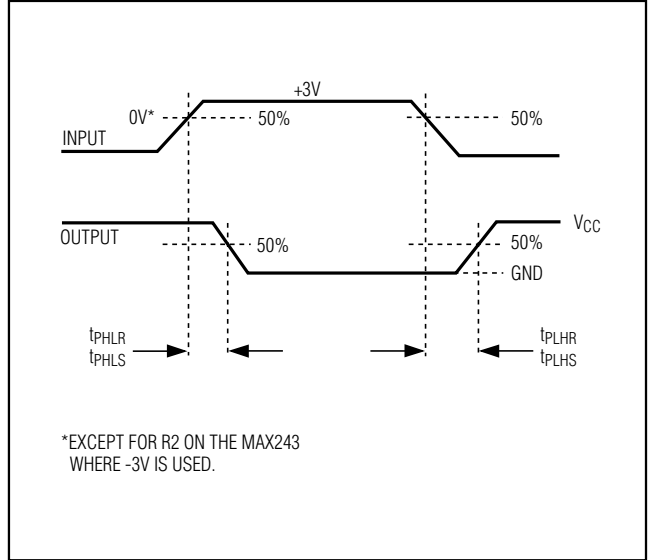 +3V
0V*
50%
50%
INPUT
VCC
OUTPUT
50%
50%
GND
tPHLR
tPHLS
tPLHR
tPLHS
*EXCEPT FOR R2 ON THE MAX243
WHERE -3V IS USED.